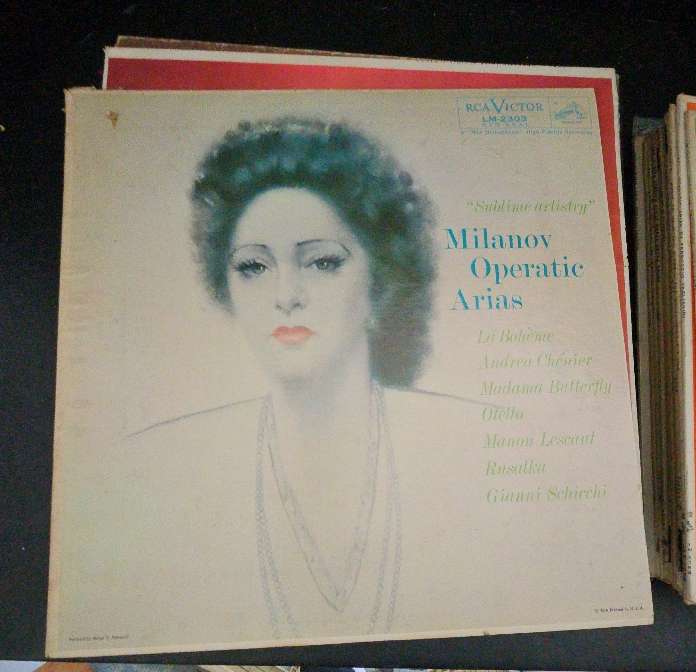 RCA VICTOR
LM-2303
"Sublime artistry"
Milanov
Operatic
Arias
La Bohème
Andrea Chénier
Madama Butterfly
Otello
Manon Lescaut
Rusalka
Gianni Schicchi